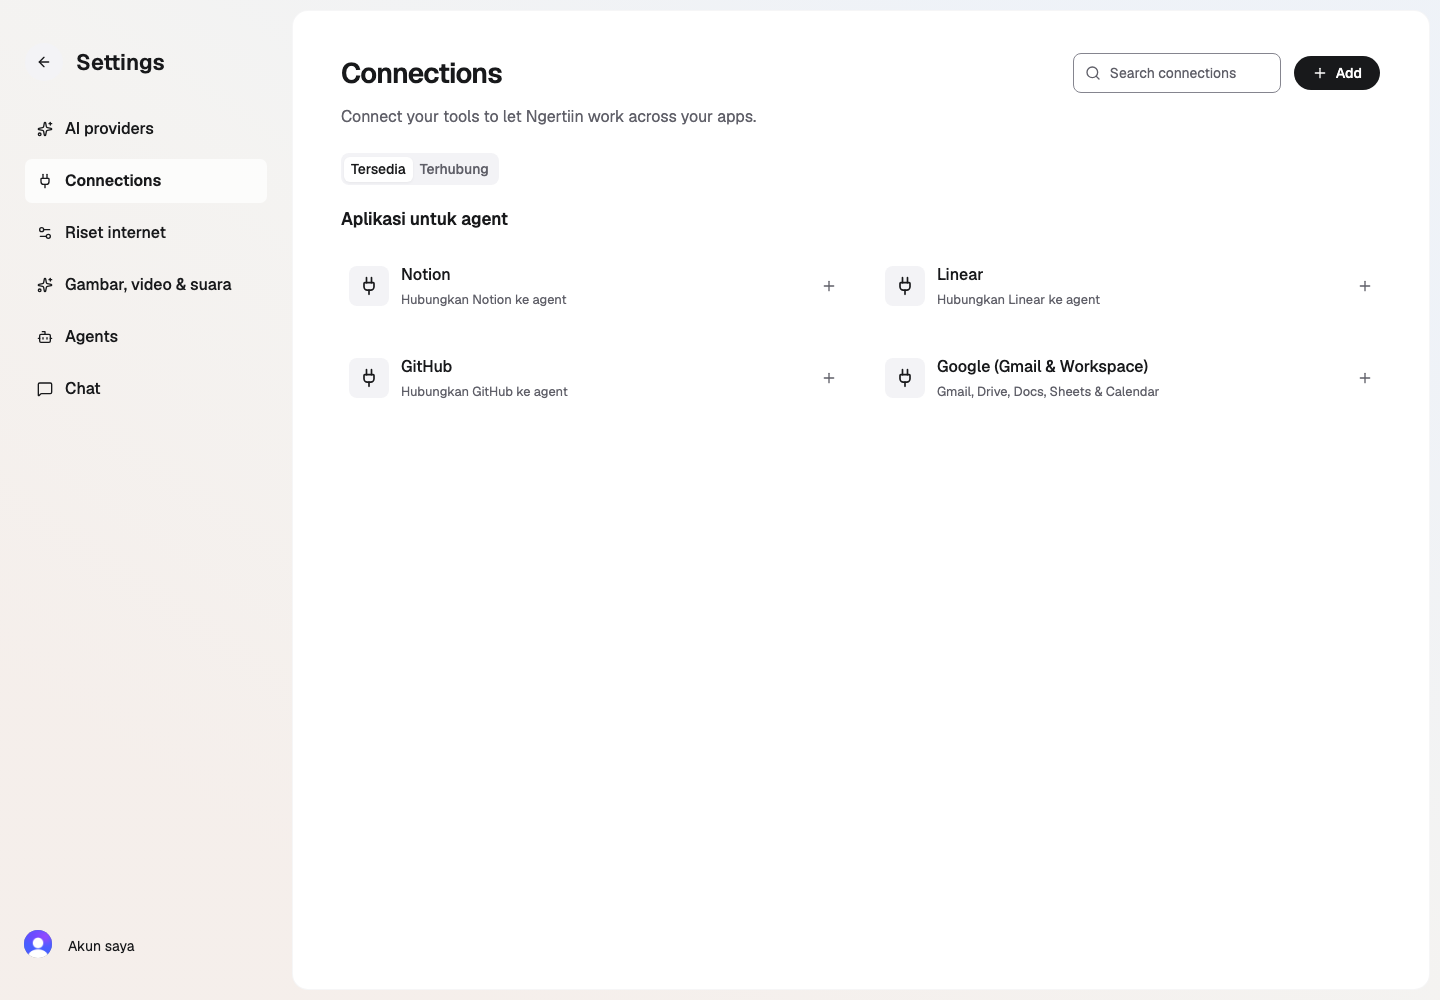 Settings
AI providers
Connections
Riset internet
Gambar, video & suara
Agents
Chat
Akun saya
Connections
Search connections
Add
Connect your tools to let Ngertiin work across your apps.
Tersedia
Terhubung
Aplikasi untuk agent
Notion
Hubungkan Notion ke agent
Linear
Hubungkan Linear ke agent
GitHub
Hubungkan GitHub ke agent
Google (Gmail & Workspace)
Gmail, Drive, Docs, Sheets & Calendar